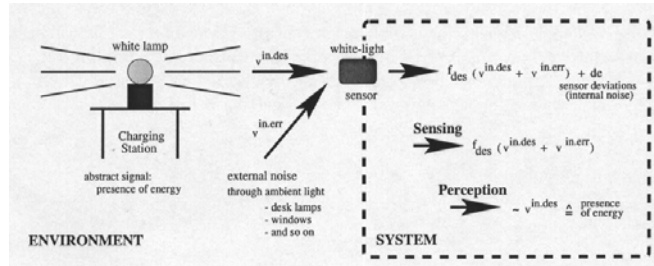 white lamp
Charging
Station
abstract signal:
presence of energy
v^in.des
v^in.err
external noise
through ambient light
- desk lamps
- windows
- and so on
ENVIRONMENT
white-light
sensor
f_des (v^in.des + v^in.err) + de
sensor deviations
(internal noise)
Sensing
f_des (v^in.des + v^in.err)
Perception
~ v^in.des ≙ presence
of energy
SYSTEM